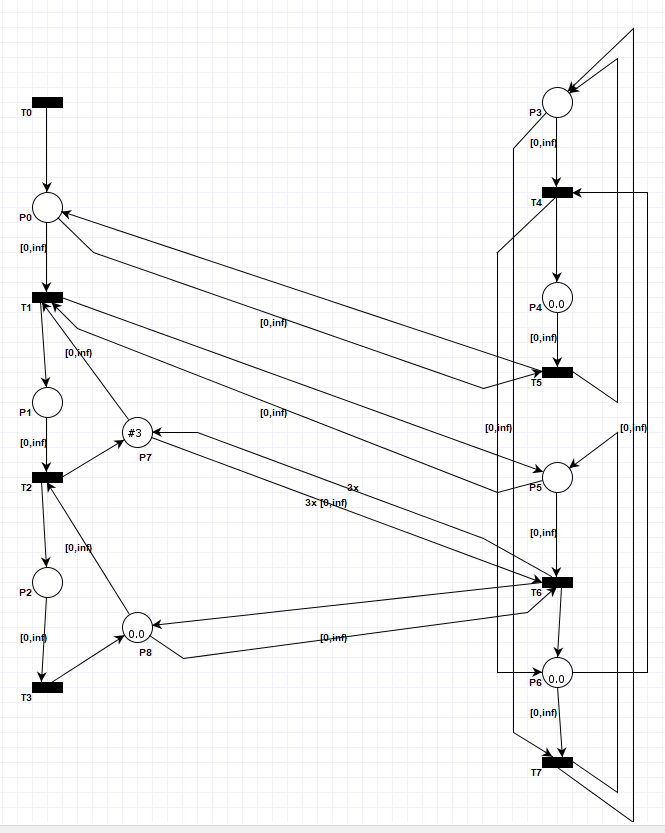 T0
P3
[0,inf)
T4
P0
[0,inf)
T1
P4
0.0
[0,inf)
[0,inf)
[0,inf)
T5
P1
[0,inf)
#3
P7
[0,inf)
[0,inf)
[0,inf)
T2
P5
3x
3x [0,inf)
[0,inf)
[0,inf)
P2
T6
[0,inf)
0.0
P8
[0,inf)
T3
P6
0.0
[0,inf)
T7